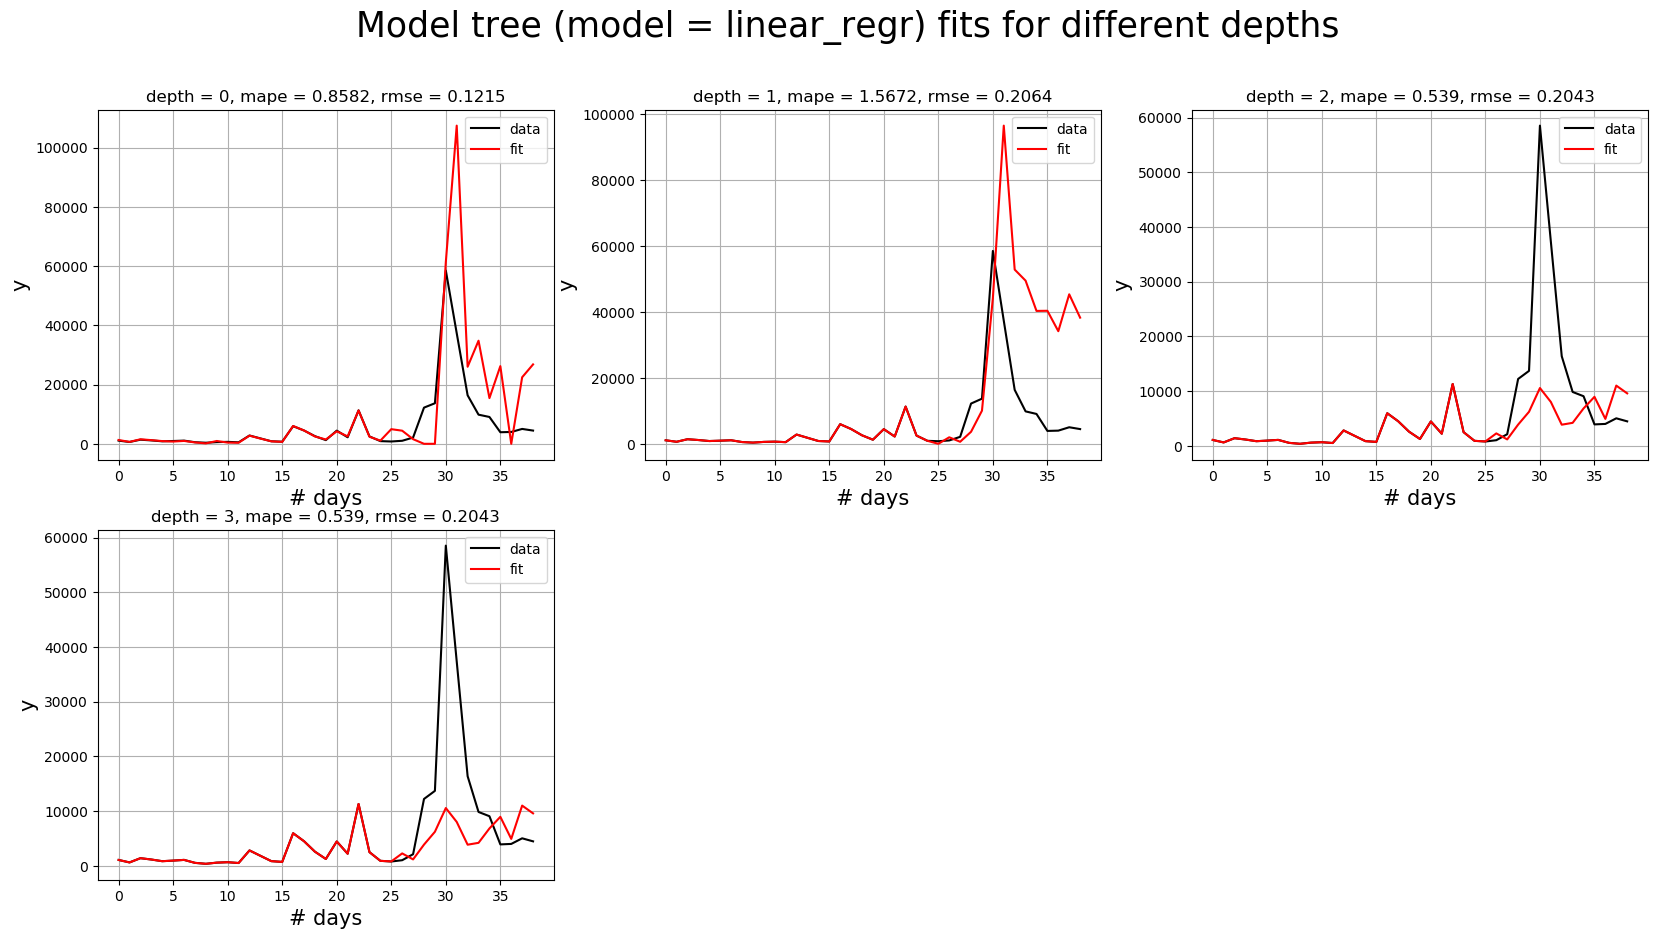 Model tree (model = linear_regr) fits for different depths
depth = 0, mape = 0.8582, rmse = 0.1215
data
fit
100000
80000
60000
40000
20000
0
y
0 5 10 15 20 25 30 35
# days
depth = 1, mape = 1.5672, rmse = 0.2064
data
fit
100000
80000
60000
40000
20000
0
y
0 5 10 15 20 25 30 35
# days
depth = 2, mape = 0.539, rmse = 0.2043
data
fit
60000
50000
40000
30000
20000
10000
0
y
0 5 10 15 20 25 30 35
# days
depth = 3, mape = 0.539, rmse = 0.2043
data
fit
60000
50000
40000
30000
20000
10000
0
y
0 5 10 15 20 25 30 35
# days